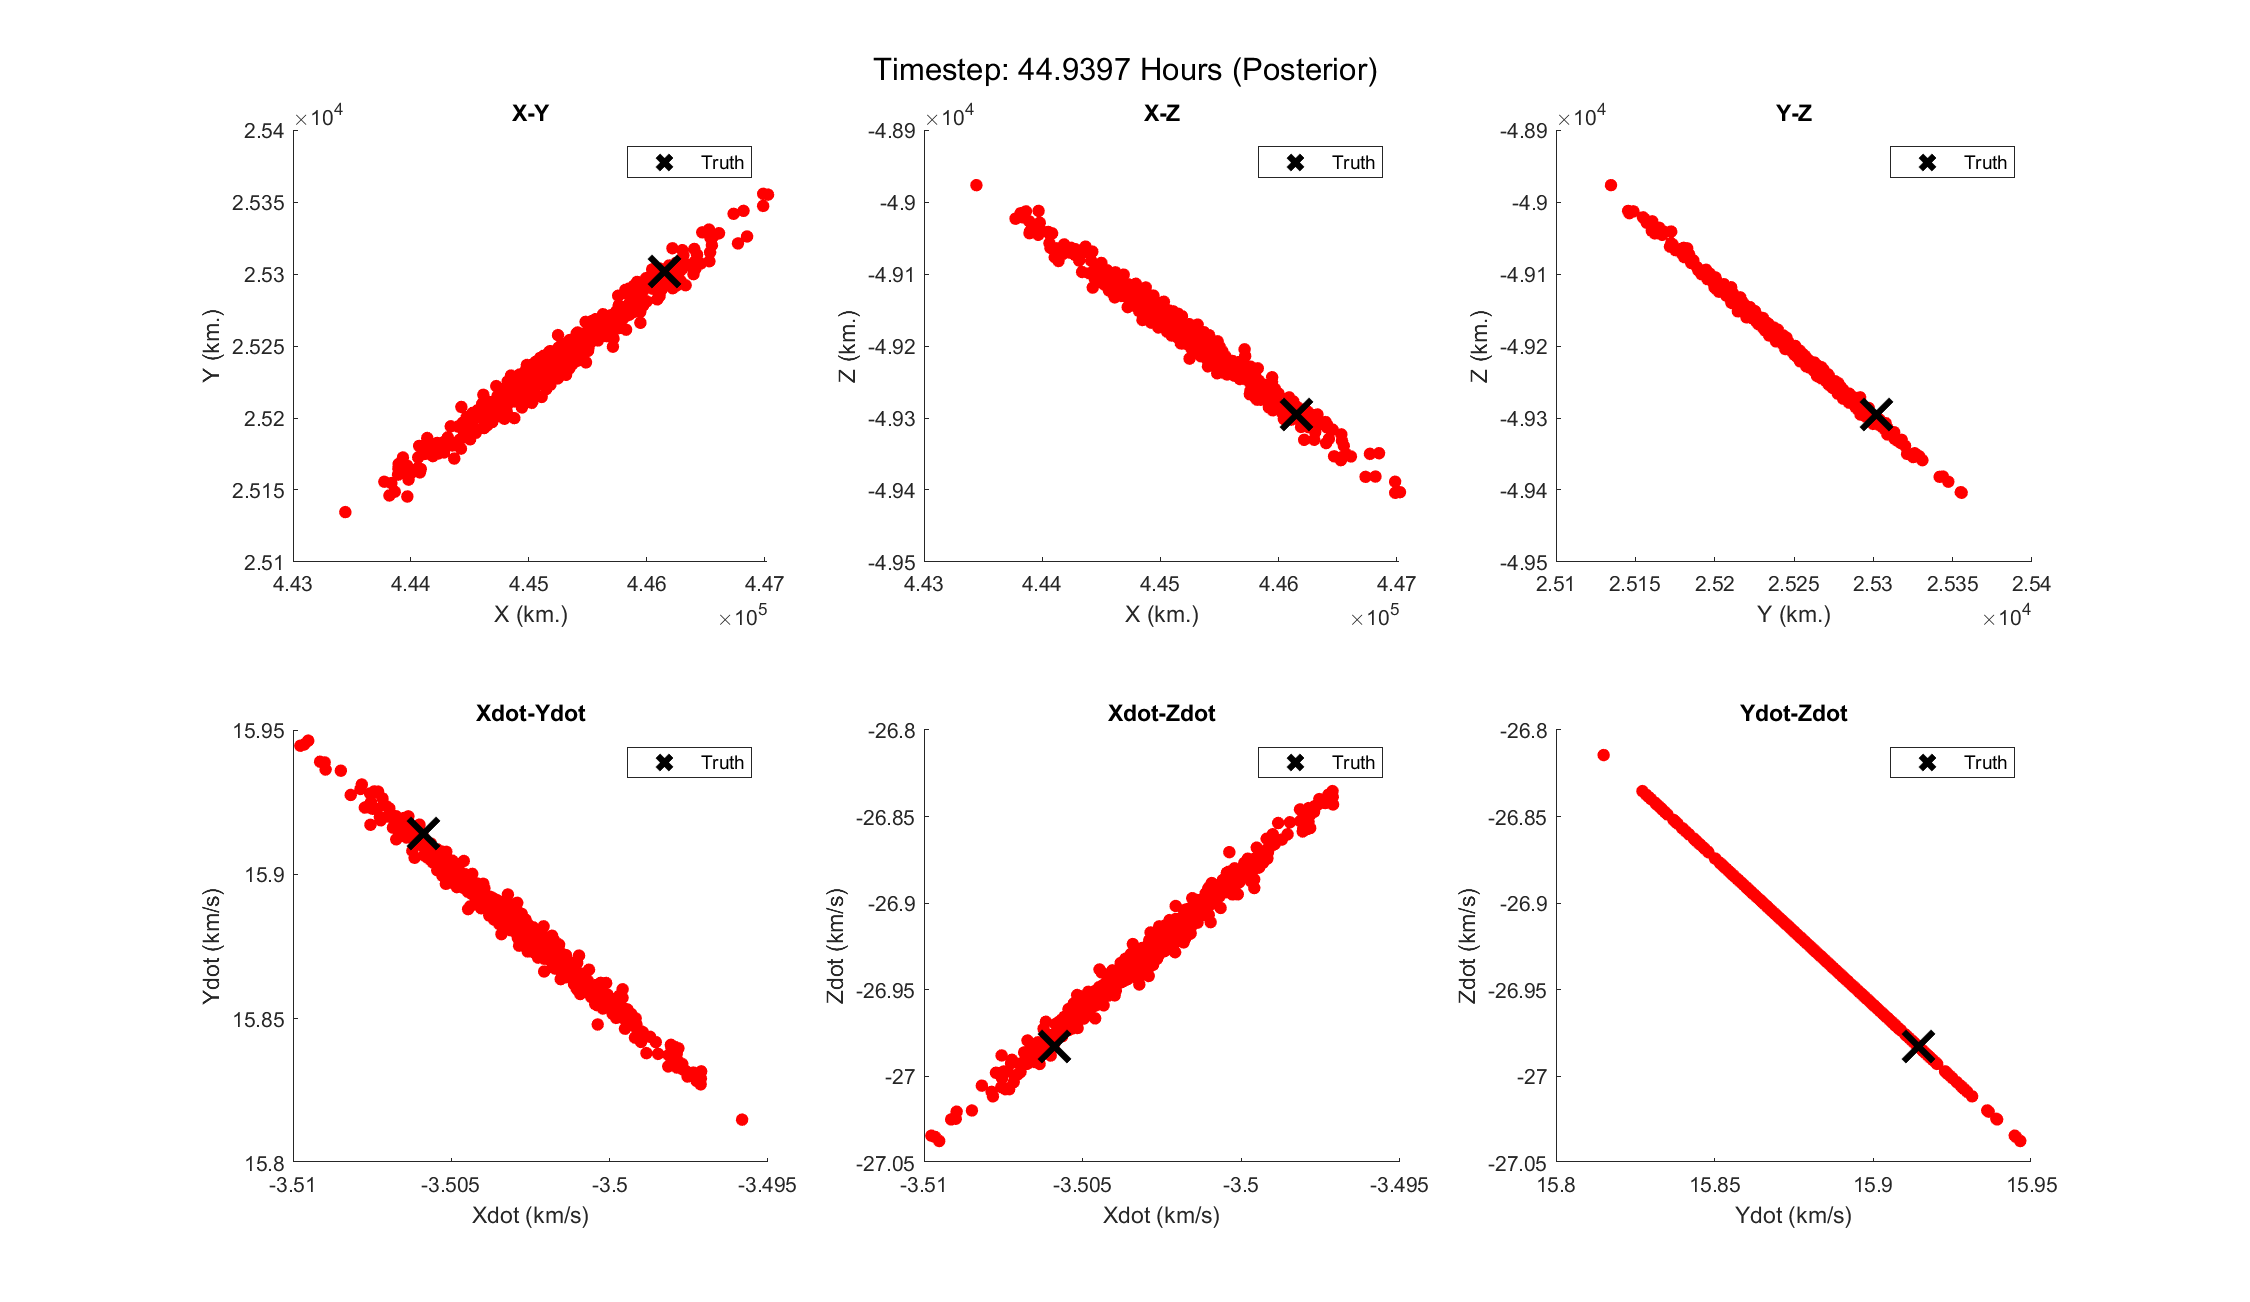 Timestep: 44.9397 Hours (Posterior)
X-Y
×10^4
2.54
2.535
2.53
2.525
2.52
2.515
2.51
Y (km.)
Truth
4.43 4.44 4.45 4.46 4.47
X (km.)
×10^5
X-Z
×10^4
-4.89
-4.9
-4.91
-4.92
-4.93
-4.94
-4.95
Z (km.)
Truth
4.43 4.44 4.45 4.46 4.47
X (km.)
×10^5
Y-Z
×10^4
-4.89
-4.9
-4.91
-4.92
-4.93
-4.94
-4.95
Z (km.)
Truth
2.51 2.515 2.52 2.525 2.53 2.535 2.54
Y (km.)
×10^4
Xdot-Ydot
15.95
15.9
15.85
15.8
Ydot (km/s)
Truth
-3.51 -3.505 -3.5 -3.495
Xdot (km/s)
Xdot-Zdot
-26.8
-26.85
-26.9
-26.95
-27
-27.05
Zdot (km/s)
Truth
-3.51 -3.505 -3.5 -3.495
Xdot (km/s)
Ydot-Zdot
-26.8
-26.85
-26.9
-26.95
-27
-27.05
Zdot (km/s)
Truth
15.8 15.85 15.9 15.95
Ydot (km/s)